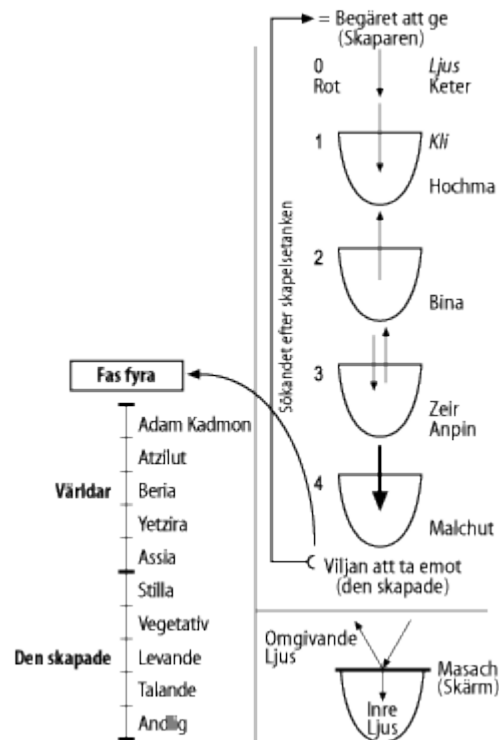 = Begäret att ge
(Skaparen)
0
Rot
Ljus
Keter
1
Kli
Hochma
2
Bina
3
Zeir
Anpin
4
Malchut
Viljan att ta emot
(den skapade)
Sökandet efter skapelsetanken
Fas fyra
Världar
Adam Kadmon
Atzilut
Beria
Yetzira
Assia
Den skapade
Stilla
Vegetativ
Levande
Talande
Andlig
Omgivande
Ljus
Masach
(Skärm)
Inre
Ljus